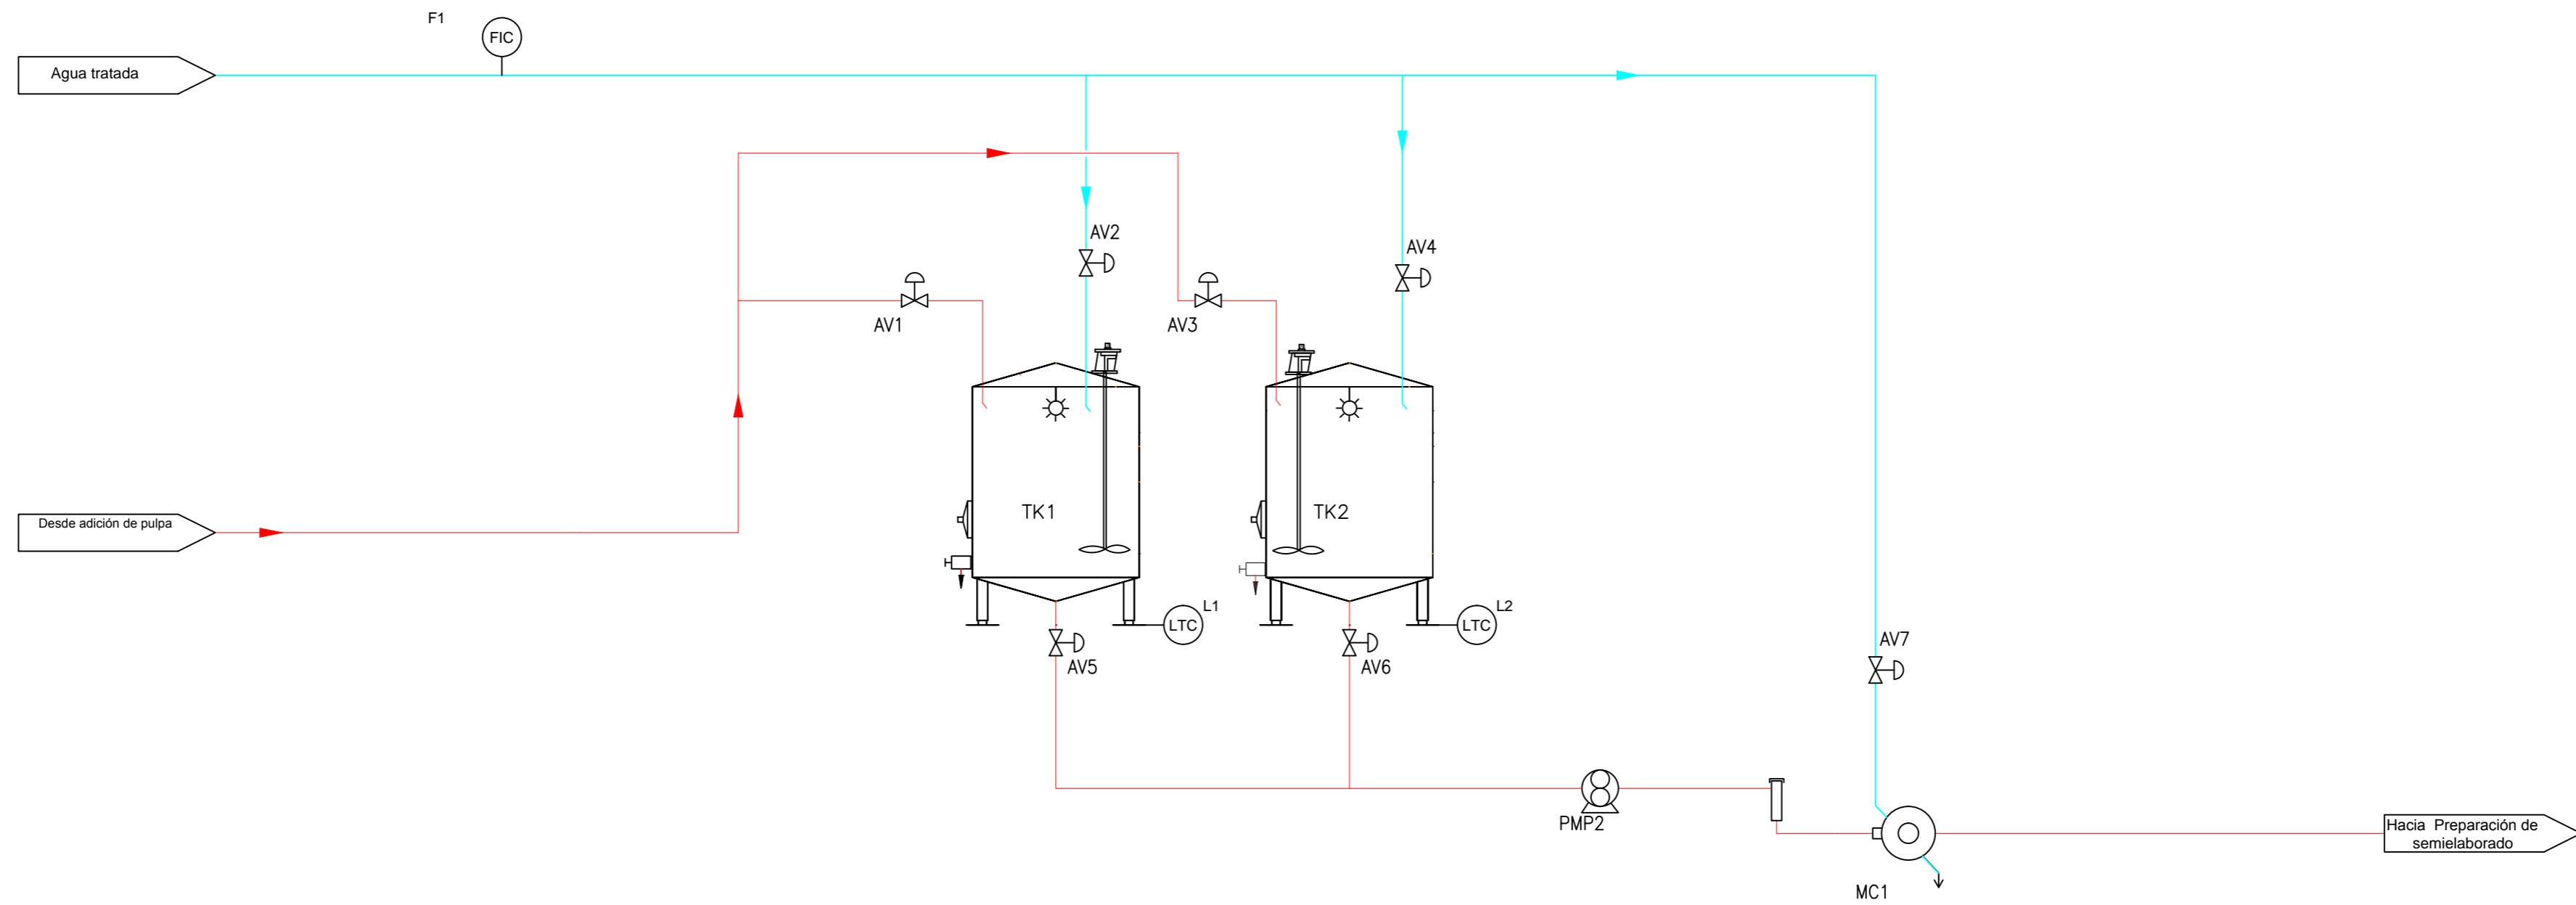 F1
FIC
Agua tratada
AV2
AV4
AV1
AV3
TK1
TK2
Desde adición de pulpa
L1
LTC
L2
LTC
AV5
AV6
AV7
PMP2
Hacia Preparación de
semielaborado
MC1